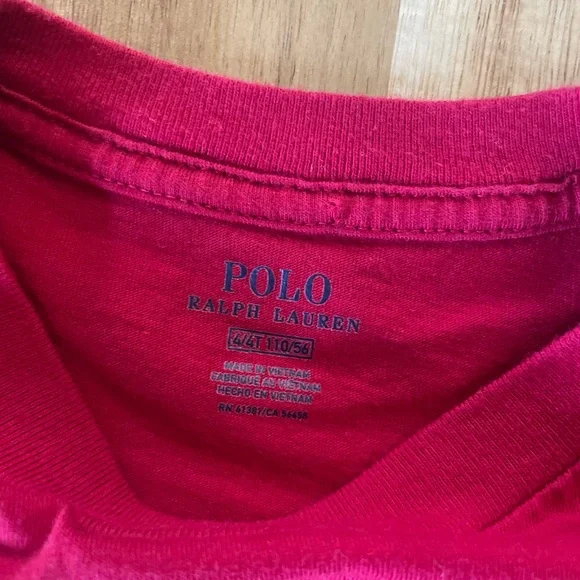 POLO
RALPH LAUREN
4/4T 110/56
MADE IN VIETNAM
FABRIQUÉ AU VIETNAM
HECHO EN VIETNAM
RN 41381/CA 56458